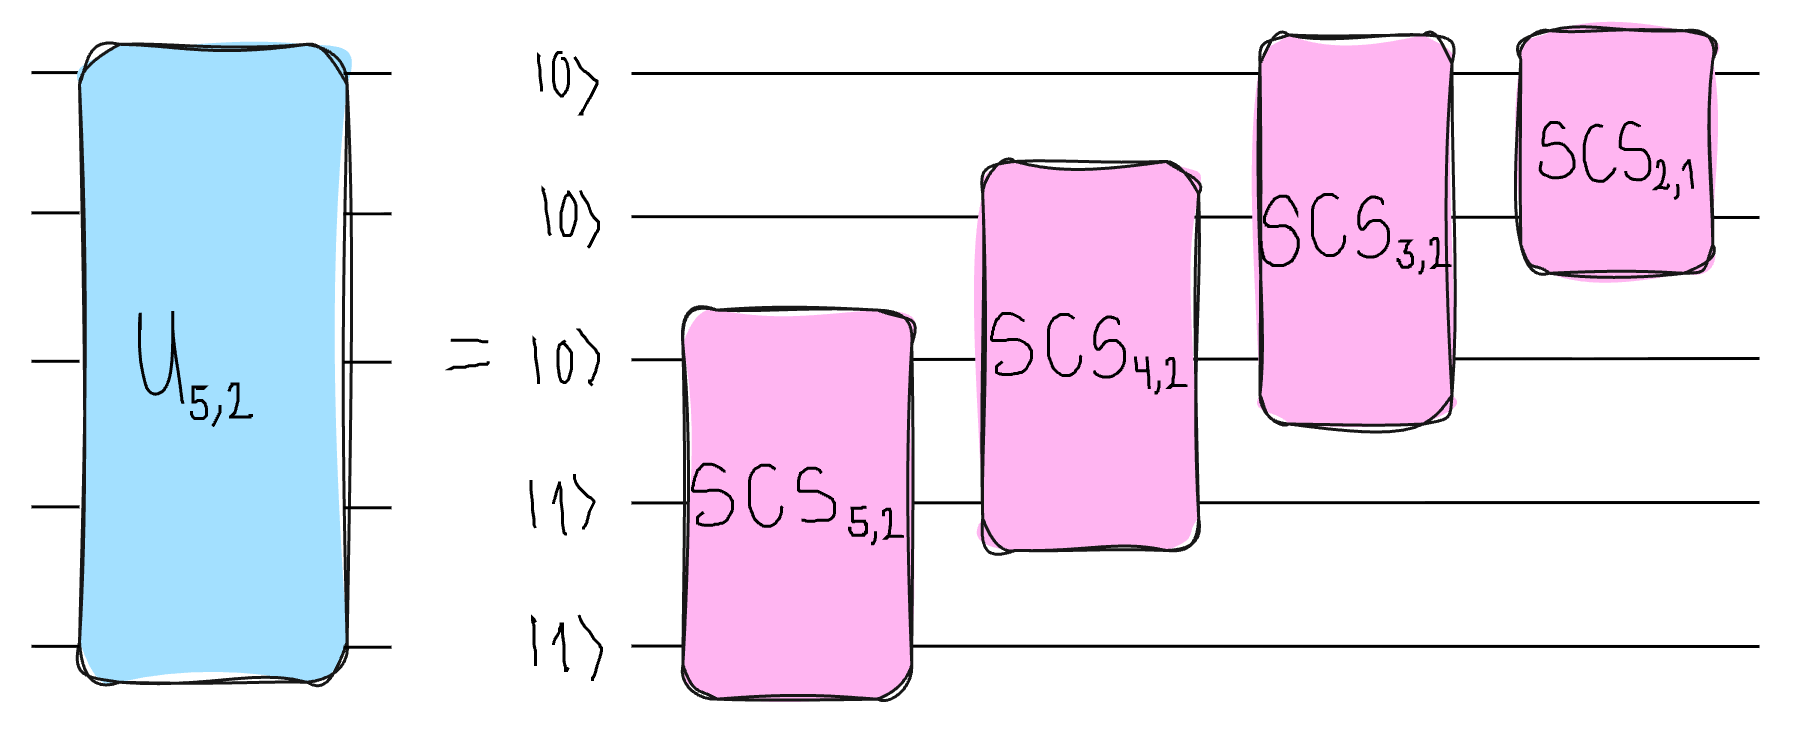 U5,2
=
|0⟩
|0⟩
|0⟩
|1⟩
|1⟩
SCS5,2
SCS4,2
SCS3,2
SCS2,1